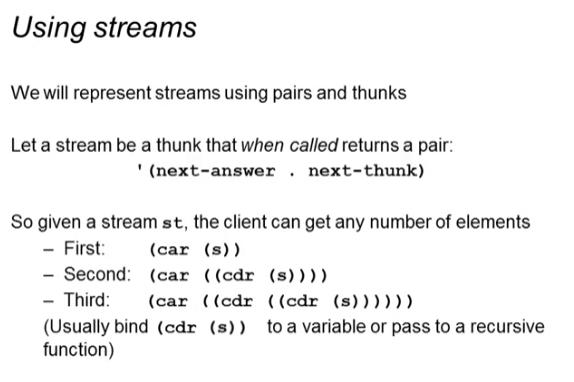 Using streams
We will represent streams using pairs and thunks
Let a stream be a thunk that when called returns a pair:
'(next-answer . next-thunk)
So given a stream st, the client can get any number of elements
– First: (car (s))
– Second: (car ((cdr (s))))
– Third: (car ((cdr ((cdr (s))))))
(Usually bind (cdr (s)) to a variable or pass to a recursive
function)